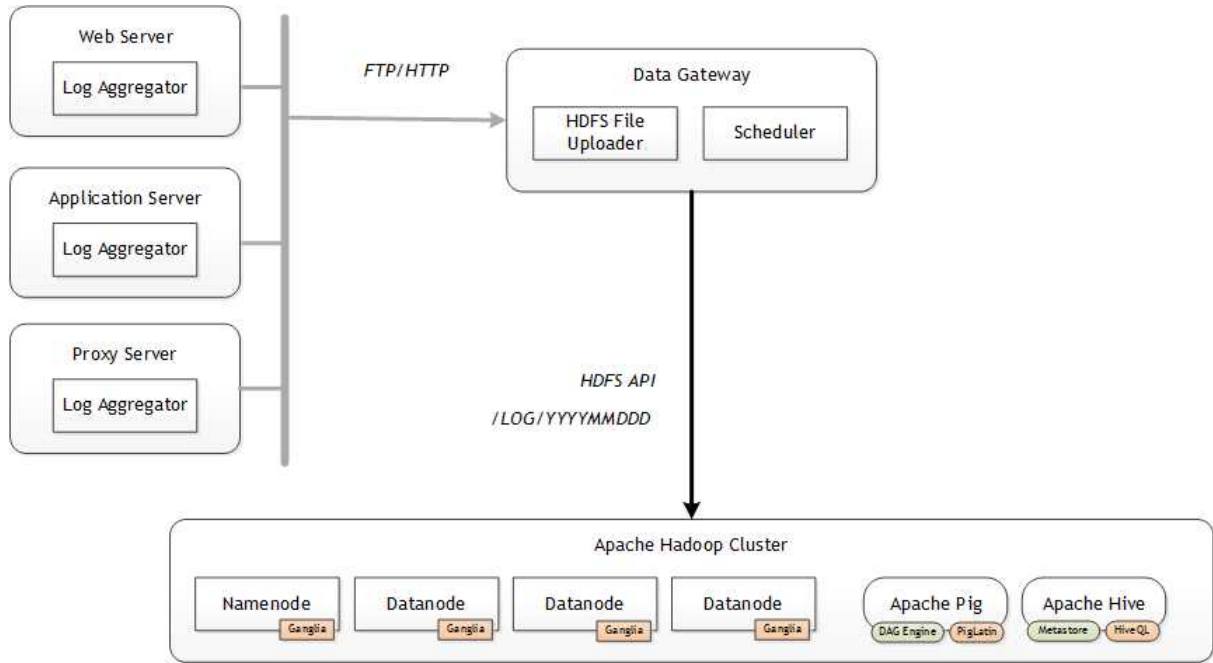 Web Server
Log Aggregator
Application Server
Log Aggregator
Proxy Server
Log Aggregator
FTP/HTTP
Data Gateway
HDFS File
Uploader
Scheduler
HDFS API
/LOG/YYYYMMDDD
Apache Hadoop Cluster
Namenode
Ganglia
Datanode
Ganglia
Datanode
Ganglia
Datanode
Ganglia
Apache Pig
DAG Engine
PigLatin
Apache Hive
Metastore
HiveQL